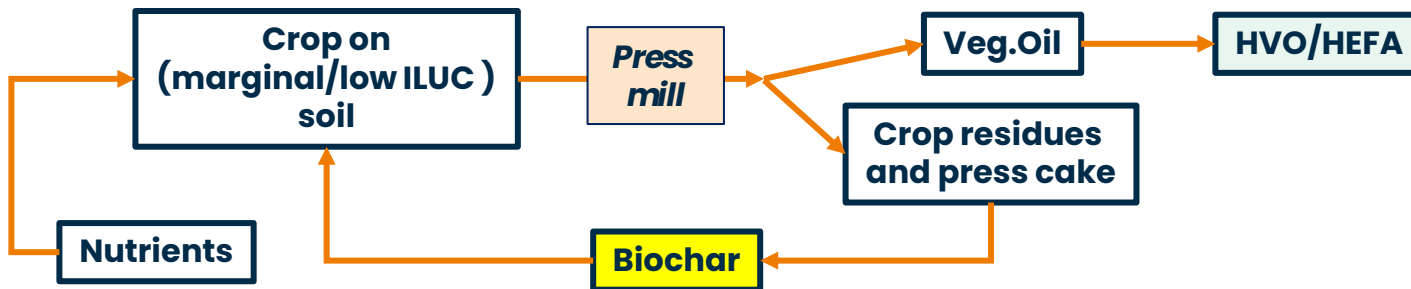 Crop on
(marginal/low ILUC )
soil
Press
mill
Veg.Oil
HVO/HEFA
Crop residues
and press cake
Nutrients
Biochar